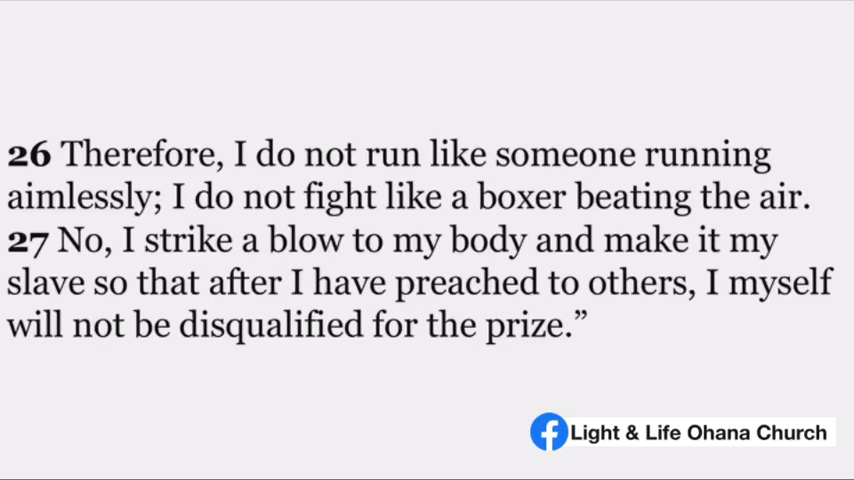 26 Therefore, I do not run like someone running
aimlessly; I do not fight like a boxer beating the air.
27 No, I strike a blow to my body and make it my
slave so that after I have preached to others, I myself
will not be disqualified for the prize.”
Light & Life Ohana Church